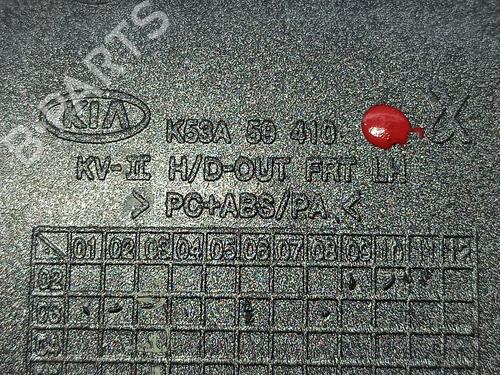 B-PARTS
KIA
K53A 59 410
KV-II H/D-OUT FRT LH
> PC+ABS/PA <
01 02 03 04 05 06 07 08 09 10 11 12
02
03